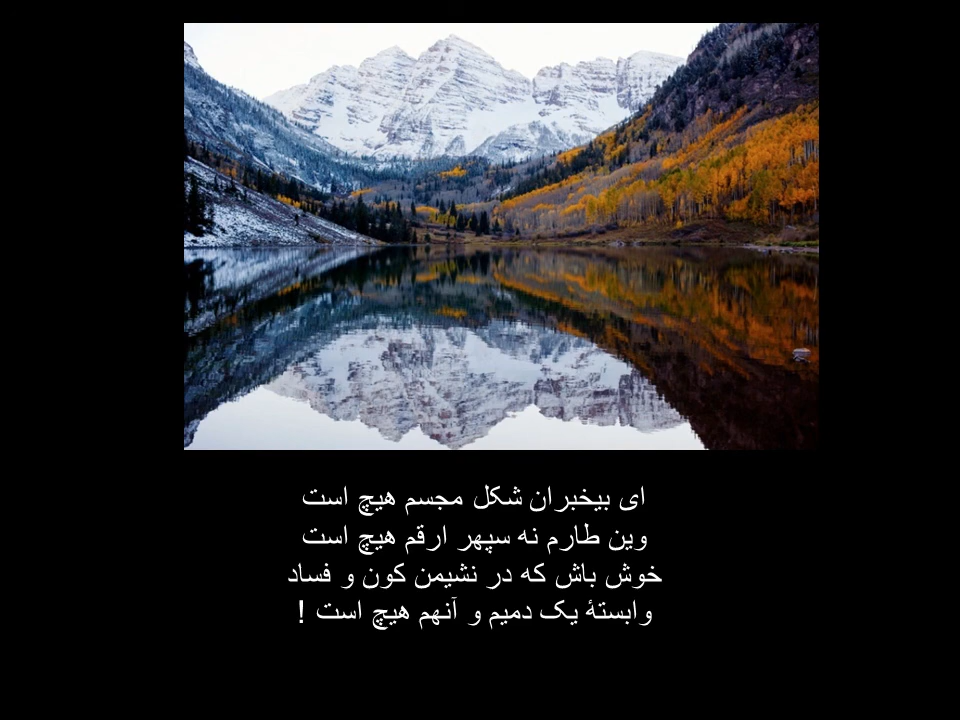 ای بیخبران شکل مجسم هیچ است
وین طارم نه سپهر ارقم هیچ است
خوش باش که در نشیمن کون و فساد
وابستهٔ یک دمیم و آنهم هیچ است !